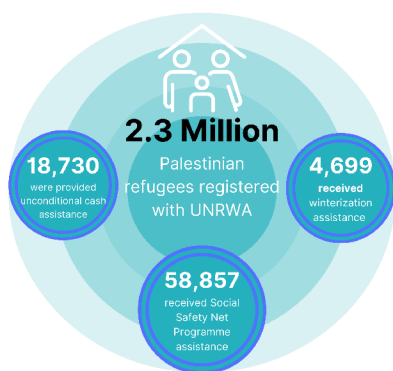 2.3 Million
Palestinian
refugees registered
with UNRWA
18,730
were provided
unconditional cash
assistance
4,699
received
winterization
assistance
58,857
received Social
Safety Net
Programme
assistance